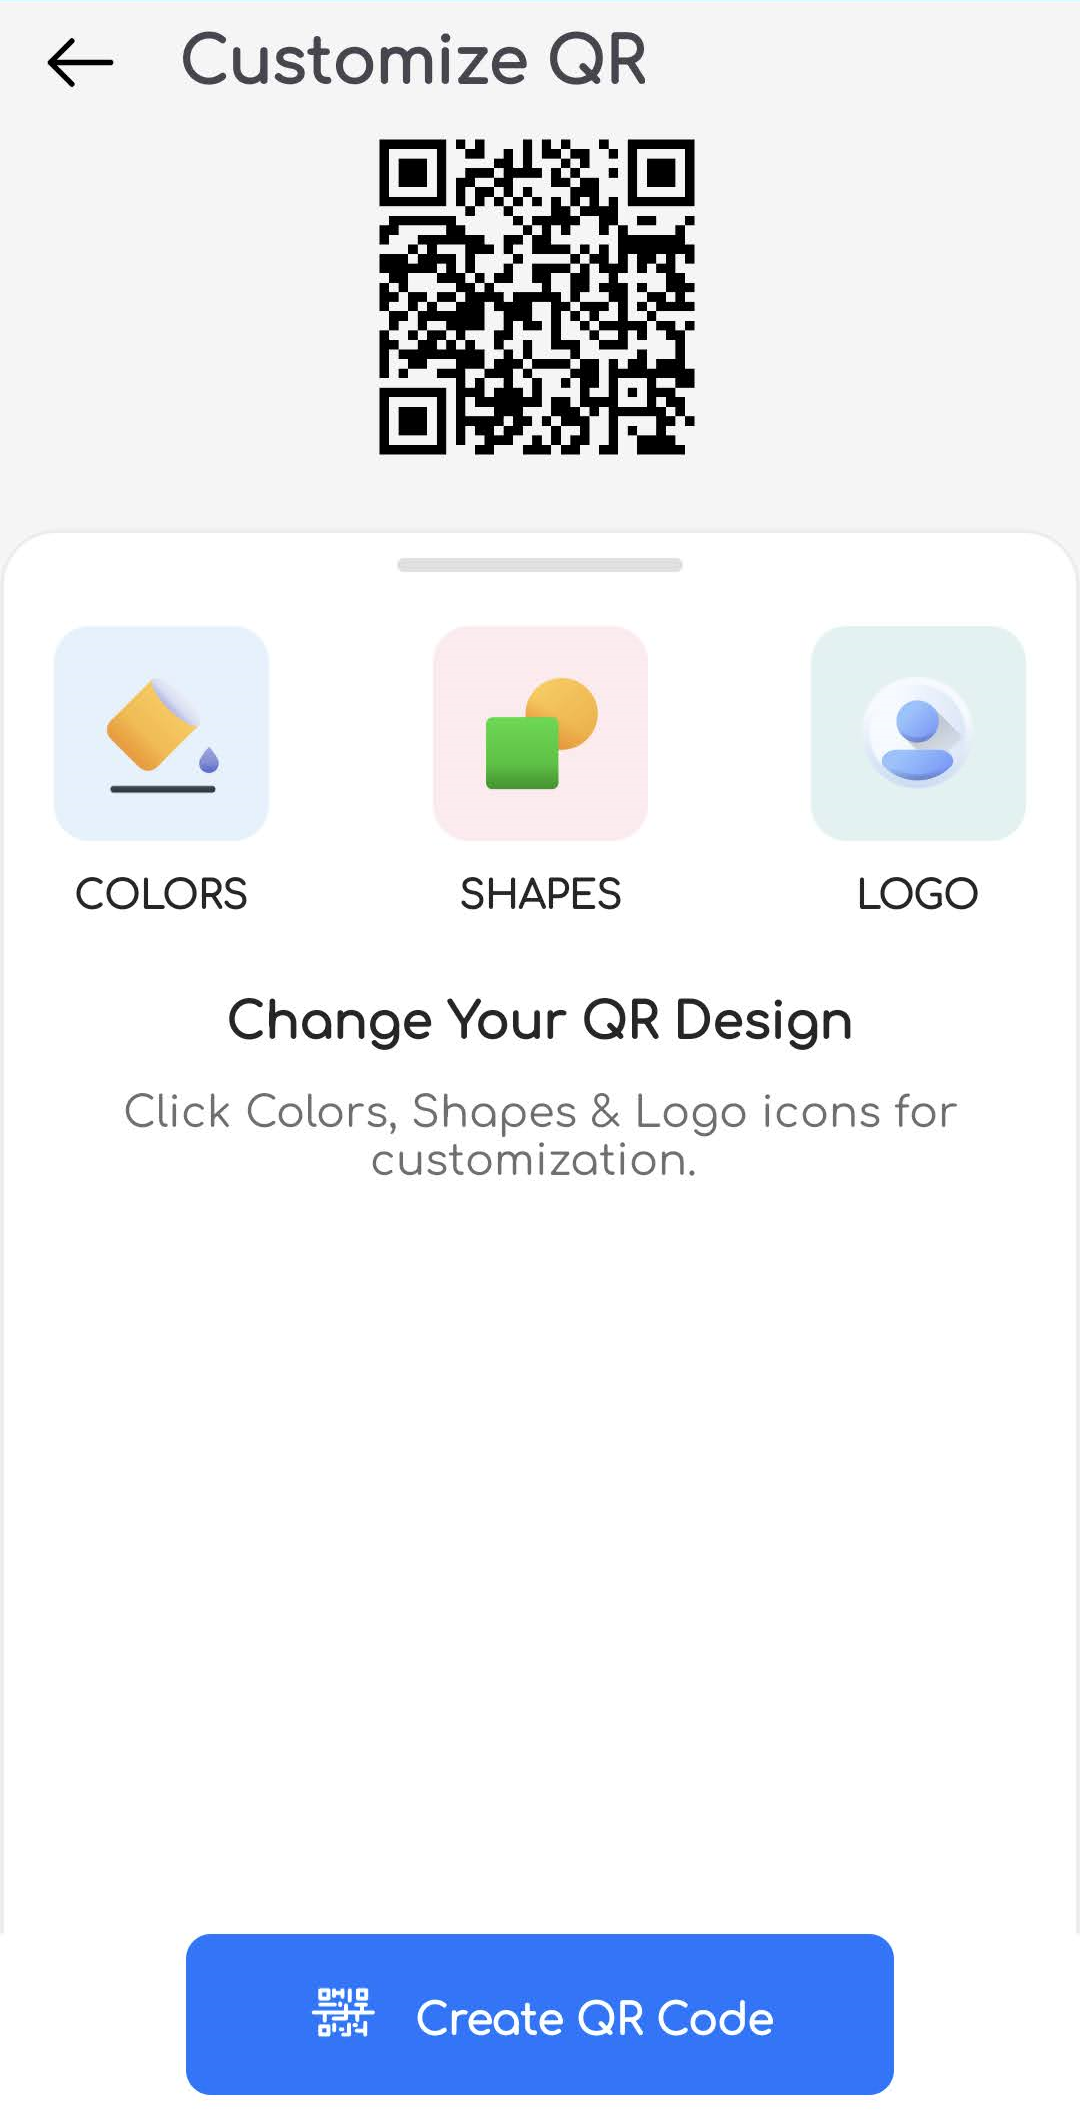 Customize QR
COLORS
SHAPES
LOGO
Change Your QR Design
Click Colors, Shapes & Logo icons for
customization.
Create QR Code